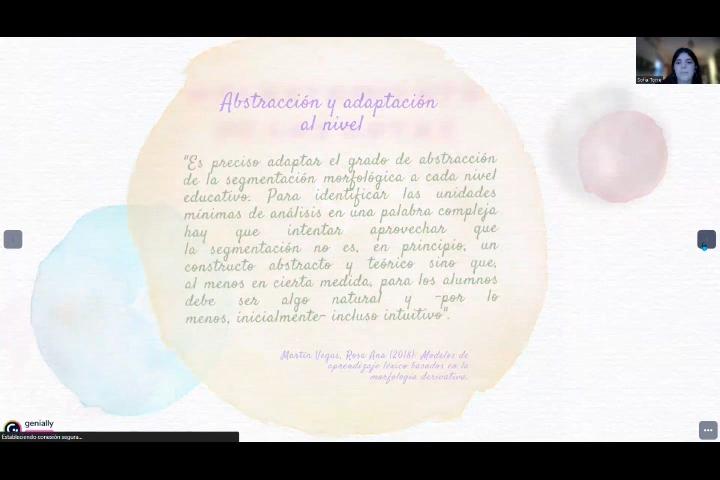 Sofía Torre
Abstracción y adaptación
al nivel
"Es preciso adaptar el grado de abstracción
de la segmentación morfológica a cada nivel
educativo. Para identificar las unidades
mínimas de análisis en una palabra compleja
hay que intentar aprovechar que
la segmentación no es, en principio, un
constructo abstracto y teórico sino que,
al menos en cierta medida, para los alumnos
debe ser algo natural y -por lo
menos, inicialmente- incluso intuitivo".
Martín Vegas, Rosa Ana (2018): Modelos de
aprendizaje léxico basados en la
morfología derivativa.
genially
Estableciendo conexión segura...